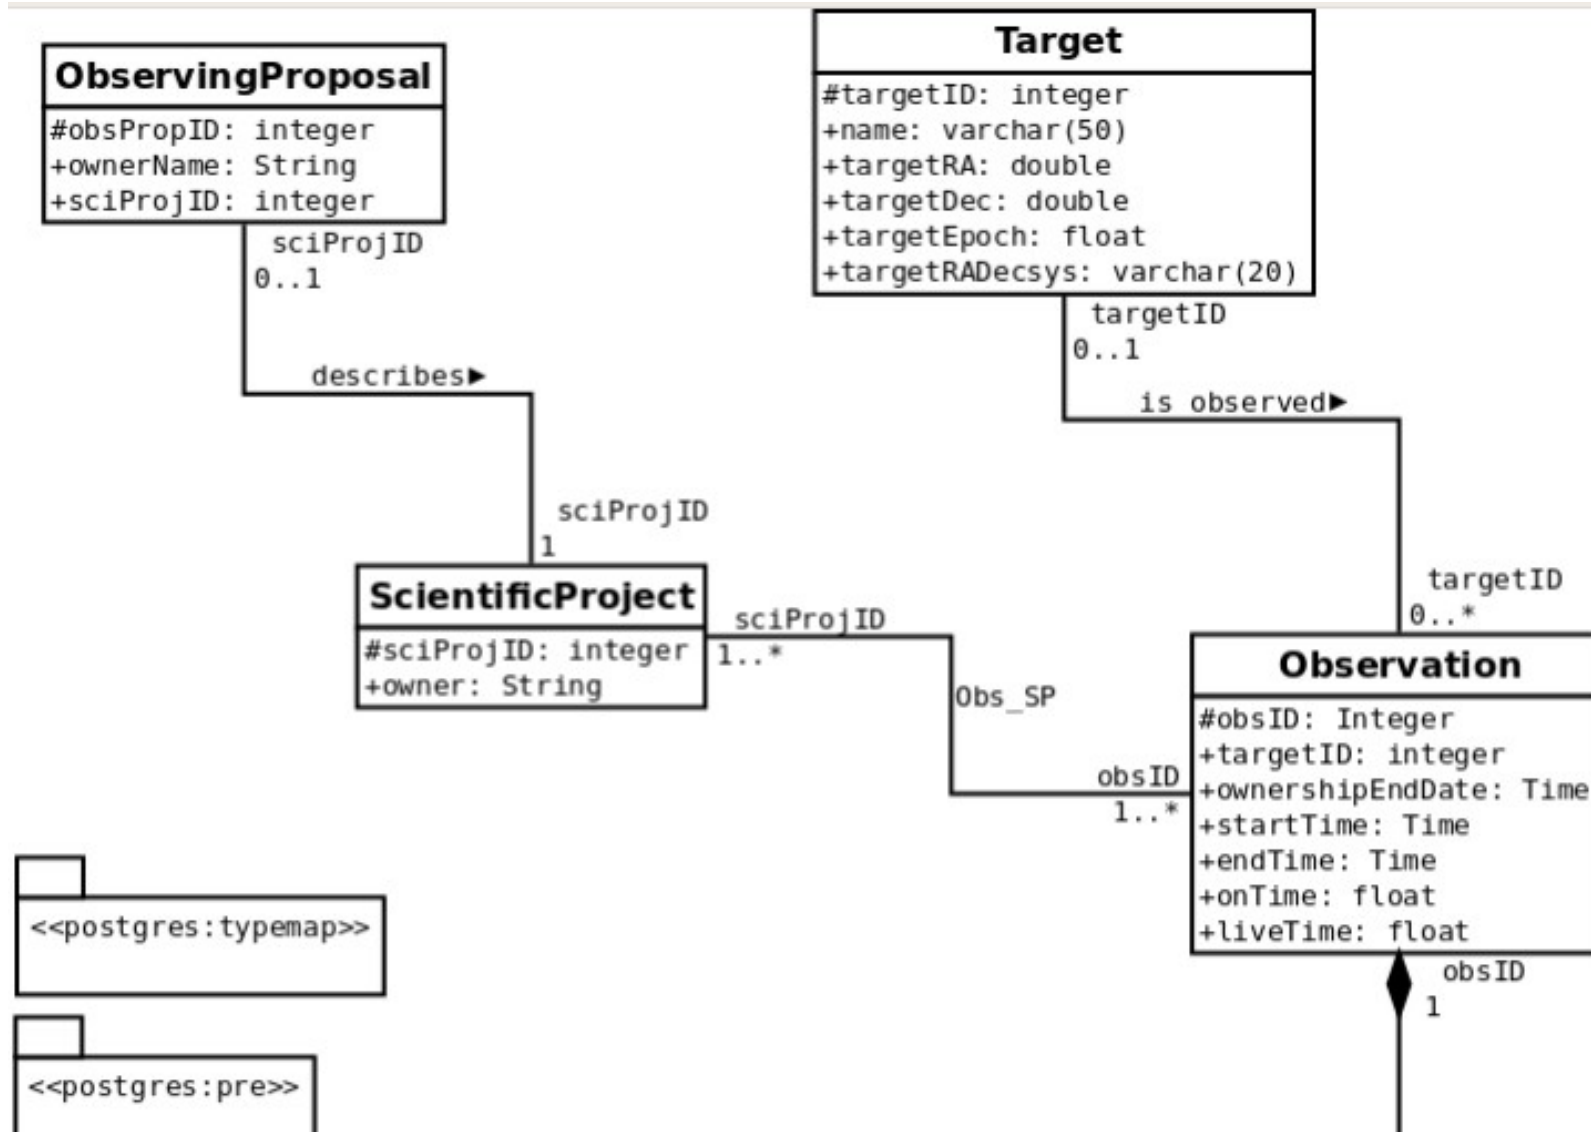 ObservingProposal
#obsPropID: integer
+ownerName: String
+sciProjID: integer
sciProjID
0..1
describes►
sciProjID
1
Target
#targetID: integer
+name: varchar(50)
+targetRA: double
+targetDec: double
+targetEpoch: float
+targetRADecsys: varchar(20)
targetID
0..1
is observed►
targetID
0..*
ScientificProject
#sciProjID: integer
+owner: String
sciProjID
1..*
Obs_SP
obsID
1..*
Observation
#obsID: Integer
+targetID: integer
+ownershipEndDate: Time
+startTime: Time
+endTime: Time
+onTime: float
+liveTime: float
obsID
1
<<postgres:typemap>>
<<postgres:pre>>